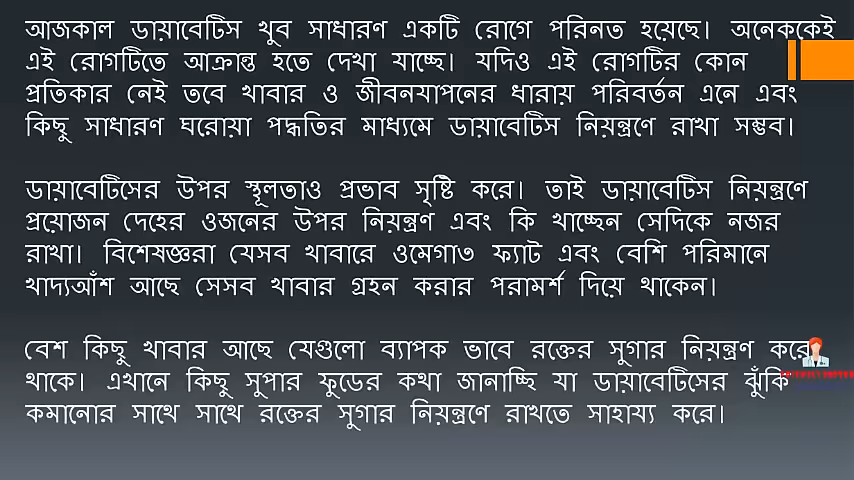 আজকাল ডায়াবেটিস খুব সাধারণ একটি রোগে পরিনত হয়েছে। অনেককেই
এই রোগটিতে আক্রান্ত হতে দেখা যাচ্ছে। যদিও এই রোগটির কোন
প্রতিকার নেই তবে খাবার ও জীবনযাপনের ধারায় পরিবর্তন এনে এবং
কিছু সাধারণ ঘরোয়া পদ্ধতির মাধ্যমে ডায়াবেটিস নিয়ন্ত্রণে রাখা সম্ভব।
ডায়াবেটিসের উপর স্থূলতাও প্রভাব সৃষ্টি করে। তাই ডায়াবেটিস নিয়ন্ত্রণে
প্রয়োজন দেহের ওজনের উপর নিয়ন্ত্রণ এবং কি খাচ্ছেন সেদিকে নজর
রাখা। বিশেষজ্ঞরা যেসব খাবারে ওমেগা৩ ফ্যাট এবং বেশি পরিমানে
খাদ্যআঁশ আছে সেসব খাবার গ্রহন করার পরামর্শ দিয়ে থাকেন।
বেশ কিছু খাবার আছে যেগুলো ব্যাপক ভাবে রক্তের সুগার নিয়ন্ত্রণ করে
থাকে। এখানে কিছু সুপার ফুডের কথা জানাচ্ছি যা ডায়াবেটিসের ঝুঁকি
কমানোর সাথে সাথে রক্তের সুগার নিয়ন্ত্রণে রাখতে সাহায্য করে।